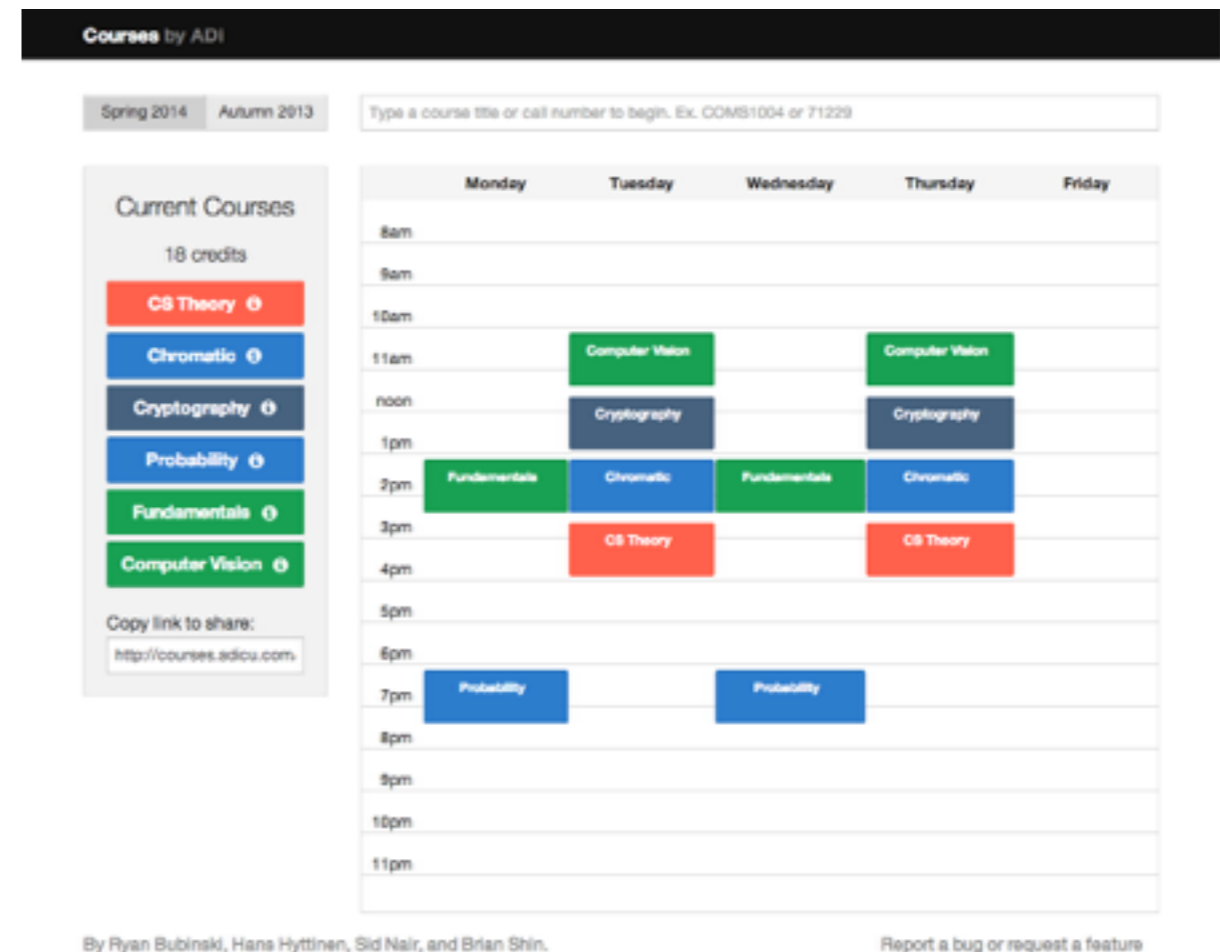 Courses by ADI
Spring 2014 Autumn 2013
Type a course title or call number to begin. Ex. COMS1004 or 71229
Current Courses
18 credits
CS Theory
Chromatic
Cryptography
Probability
Fundamentals
Computer Vision
Copy link to share:
http://courses.adicu.com
Monday Tuesday Wednesday Thursday Friday
8am
9am
10am
11am Computer Vision Computer Vision
noon Cryptography Cryptography
1pm
2pm Fundamentals Chromatic Fundamentals Chromatic
3pm CS Theory CS Theory
4pm
5pm
6pm
7pm Probability Probability
8pm
9pm
10pm
11pm
By Ryan Bubinski, Hans Hyttinen, Sid Nair, and Brian Shin. Report a bug or request a feature